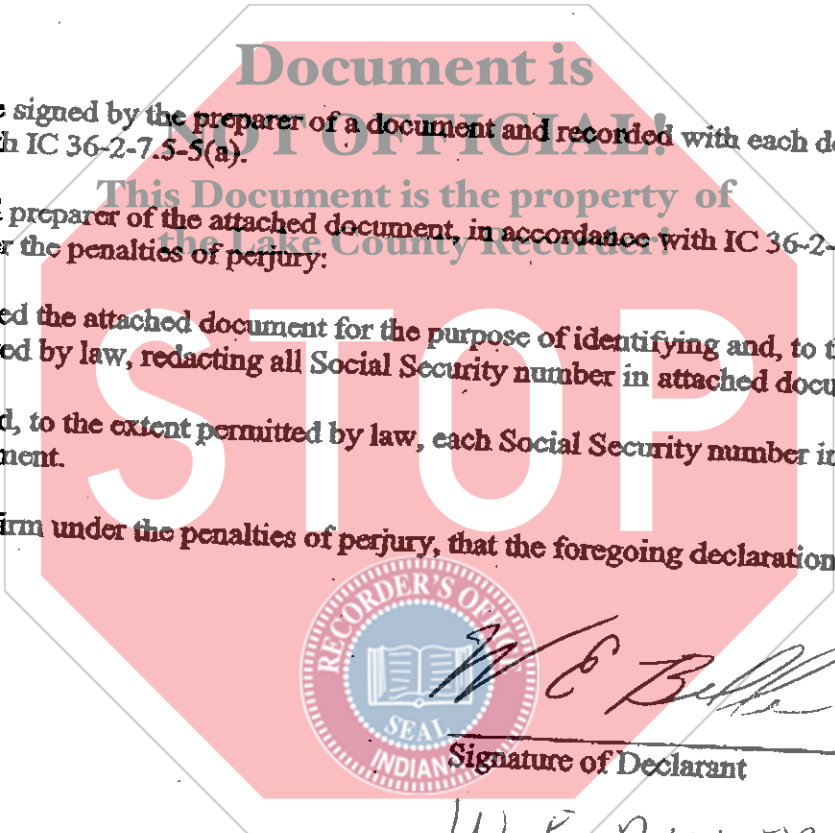 Document is
signed by the preparer of a document and recorded with each
NOT OFFICIAL!
IC 36-2-7.5-5(a).
This Document is the property of
preparer of the attached document, in accordance with IC 36-2-
the Lake County Recorder!
the penalties of perjury:
STOP
the attached document for the purpose of identifying and, to
by law, redacting all Social Security number in attached docu
to the extent permitted by law, each Social Security number in
ment.
irm under the penalties of perjury, that the foregoing declaration
RECORDER'S OFFICE
SEAL
INDIANA
W E
Signature of Declarant